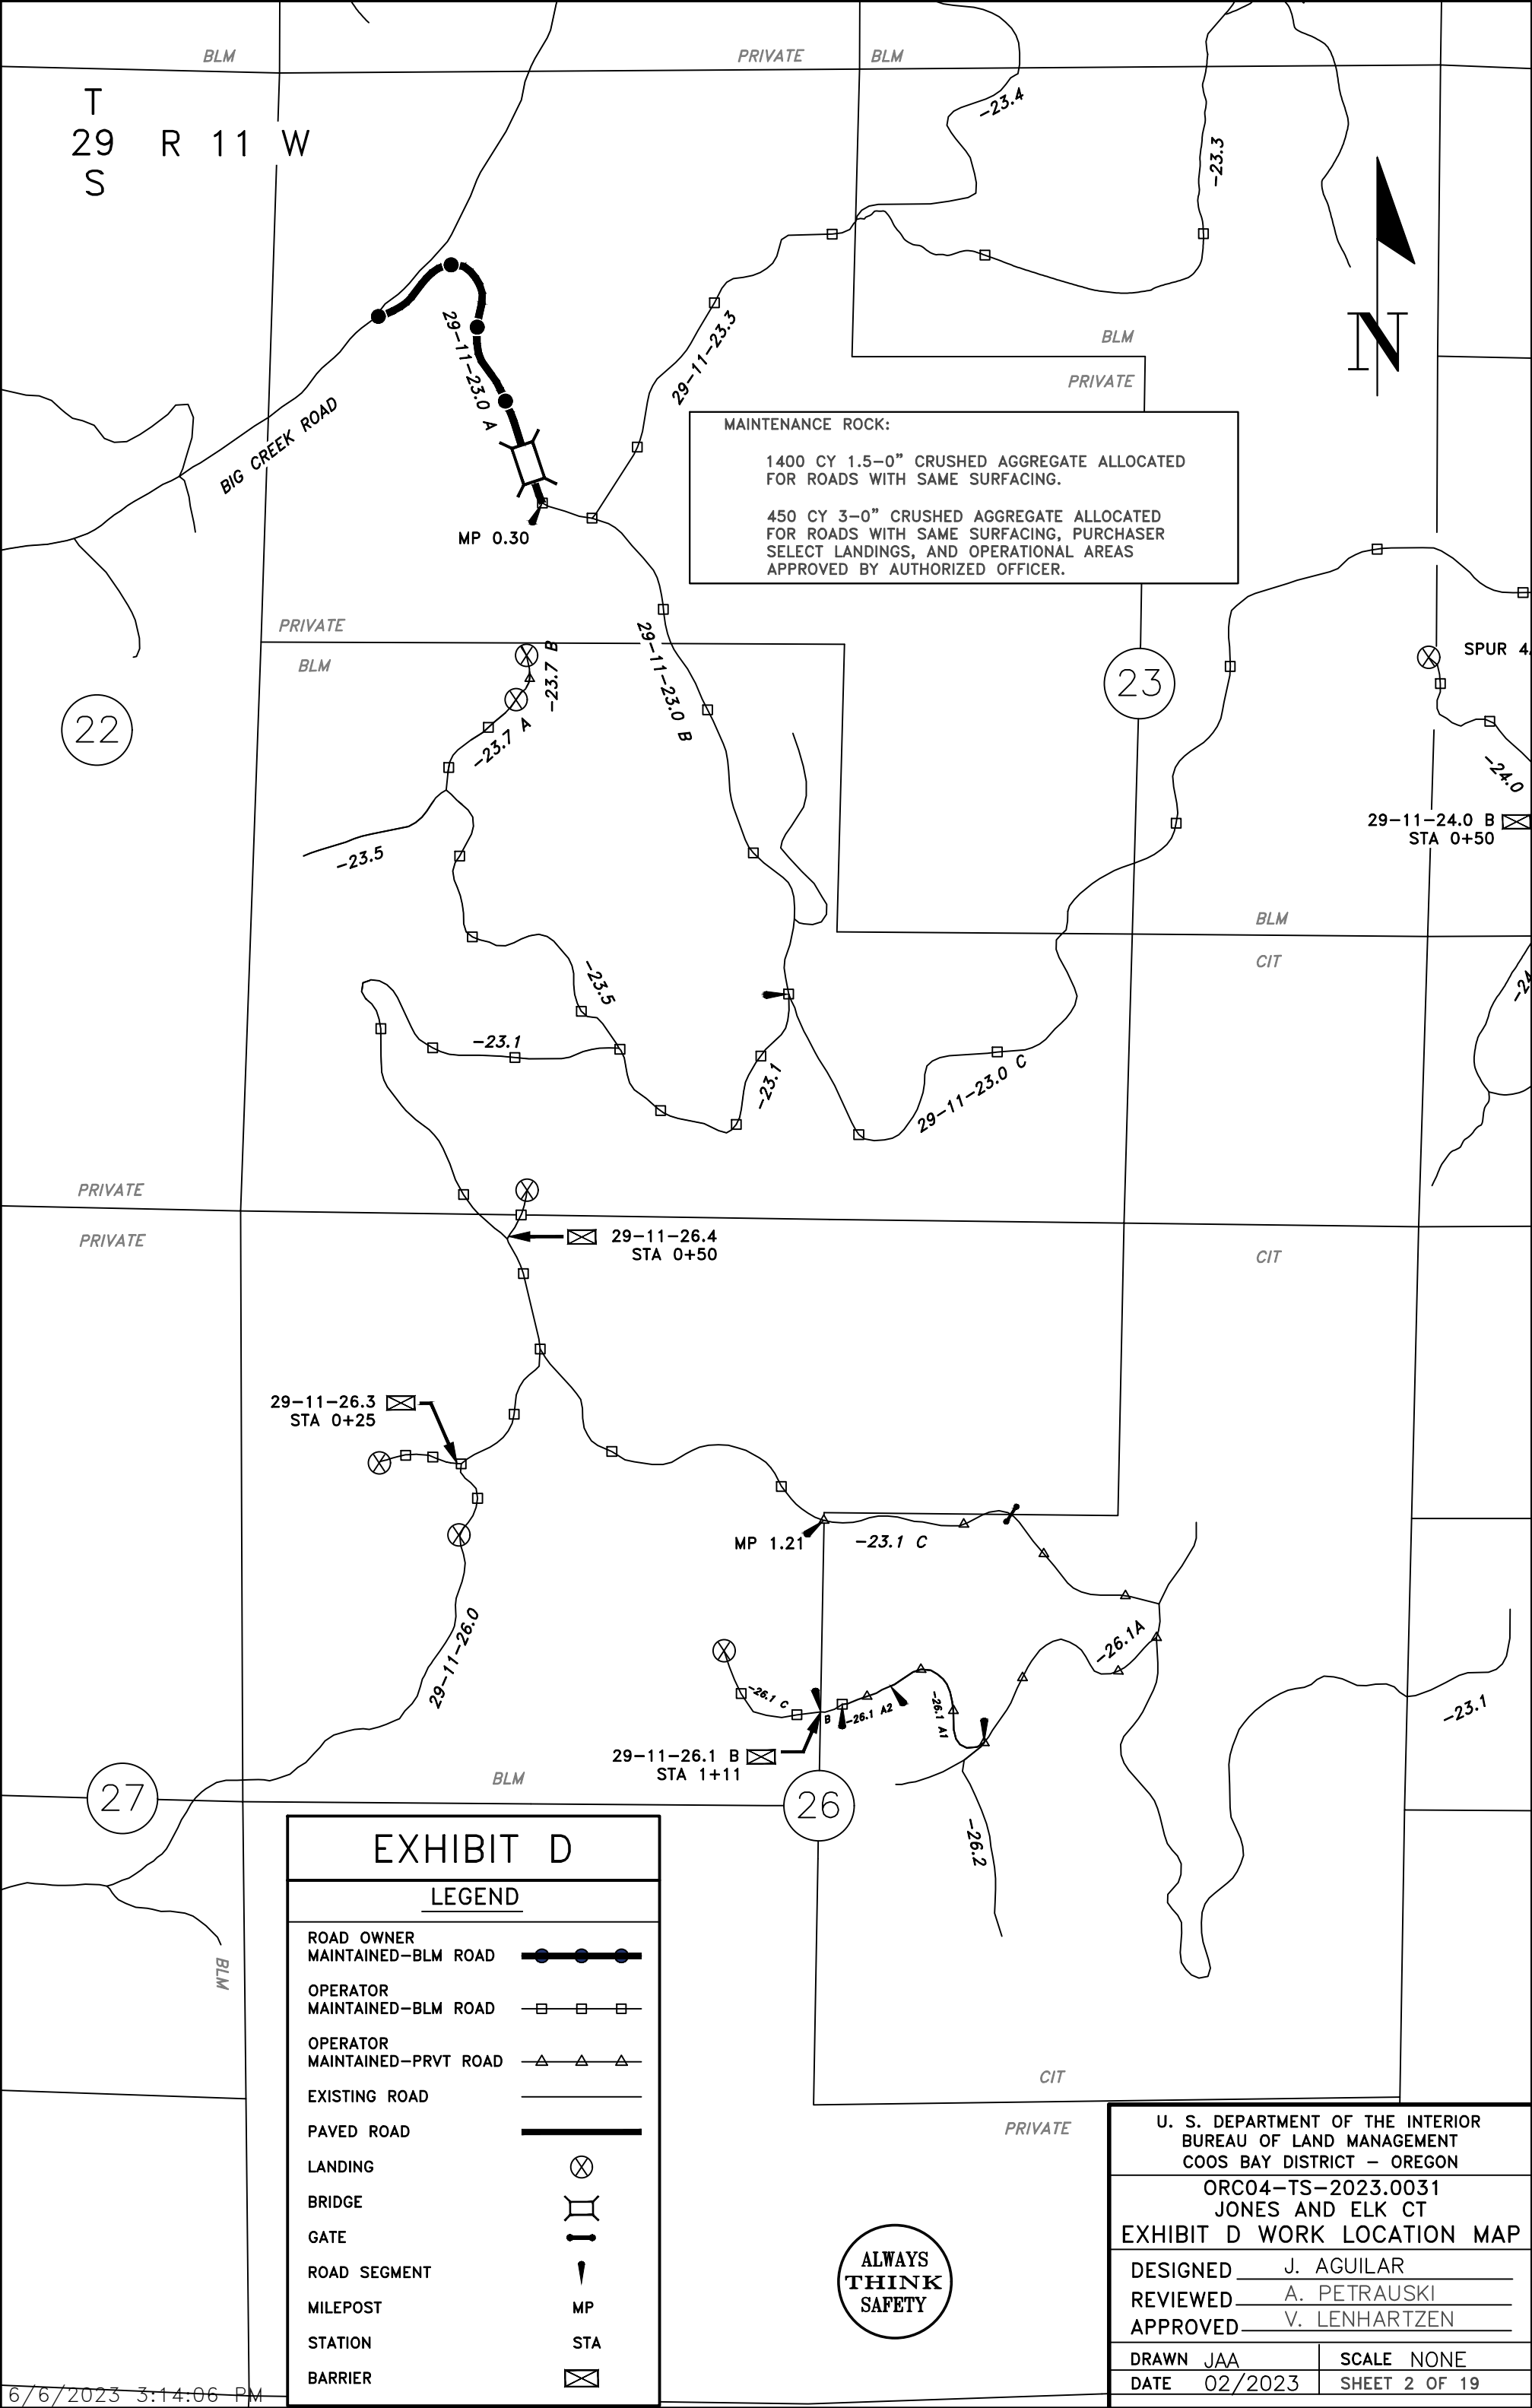 BLM
PRIVATE
BLM
T
29 R 11 W
S
-23.4
-23.3
29-11-23.0 A
29-11-23.3
BLM
PRIVATE
N
BIG CREEK ROAD
MAINTENANCE ROCK:
1400 CY 1.5-0" CRUSHED AGGREGATE ALLOCATED
FOR ROADS WITH SAME SURFACING.
450 CY 3-0" CRUSHED AGGREGATE ALLOCATED
FOR ROADS WITH SAME SURFACING, PURCHASER
SELECT LANDINGS, AND OPERATIONAL AREAS
APPROVED BY AUTHORIZED OFFICER.
MP 0.30
PRIVATE
BLM
-23.7 B
29-11-23.0 B
23
SPUR 4
22
-23.7 A
-24.0
29-11-24.0 B
STA 0+50
-23.5
BLM
CIT
-23.5
-24
-23.1
-23.1
29-11-23.0 C
PRIVATE
PRIVATE
29-11-26.4
STA 0+50
CIT
29-11-26.3
STA 0+25
MP 1.21
-23.1 C
29-11-26.0
-26.1A
-26.1 C
B
-26.1 A2
-26.1 A1
-23.1
29-11-26.1 B
STA 1+11
BLM
27
26
-26.2
BLM
EXHIBIT D
LEGEND
ROAD OWNER
MAINTAINED-BLM ROAD
OPERATOR
MAINTAINED-BLM ROAD
OPERATOR
MAINTAINED-PRVT ROAD
EXISTING ROAD
PAVED ROAD
LANDING
BRIDGE
GATE
ROAD SEGMENT
MILEPOST MP
STATION STA
BARRIER
CIT
PRIVATE
ALWAYS
THINK
SAFETY
U. S. DEPARTMENT OF THE INTERIOR
BUREAU OF LAND MANAGEMENT
COOS BAY DISTRICT - OREGON
ORC04-TS-2023.0031
JONES AND ELK CT
EXHIBIT D WORK LOCATION MAP
DESIGNED J. AGUILAR
REVIEWED A. PETRAUSKI
APPROVED V. LENHARTZEN
DRAWN JAA SCALE NONE
DATE 02/2023 SHEET 2 OF 19
6/6/2023 3:14:06 PM